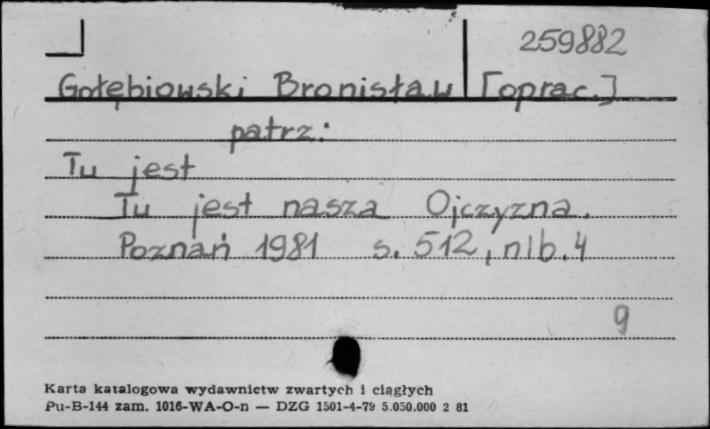 259882
Gołębiowski Bronisław [oprac.]
patrz:
Tu jest
Tu jest nasza Ojczyzna.
Poznań 1981 s. 512, nlb. 4
9
Karta katalogowa wydawnictw zwartych i ciągłych
Pu-B-144 zam. 1016-WA-O-n — DZG 1501-4-79 5.050.000 2 81